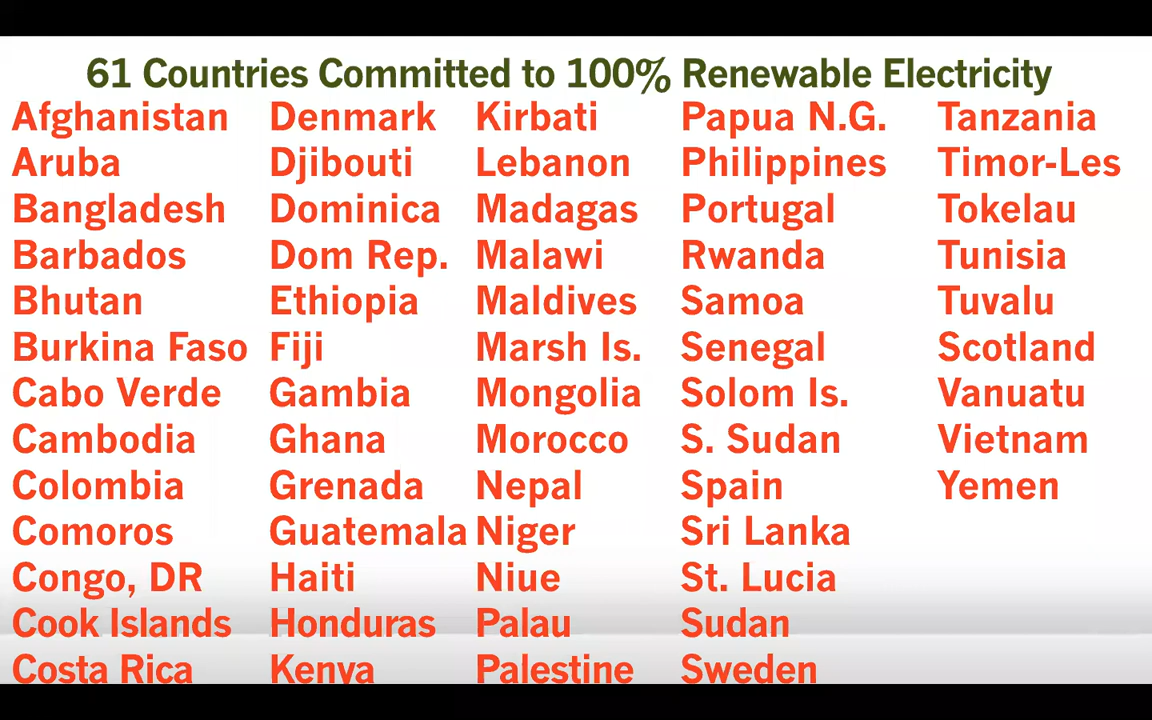 61 Countries Committed to 100% Renewable Electricity
Afghanistan
Aruba
Bangladesh
Barbados
Bhutan
Burkina Faso
Cabo Verde
Cambodia
Colombia
Comoros
Congo, DR
Cook Islands
Costa Rica
Denmark
Djibouti
Dominica
Dom Rep.
Ethiopia
Fiji
Gambia
Ghana
Grenada
Guatemala
Haiti
Honduras
Kenya
Kirbati
Lebanon
Madagas
Malawi
Maldives
Marsh Is.
Mongolia
Morocco
Nepal
Niger
Niue
Palau
Palestine
Papua N.G.
Philippines
Portugal
Rwanda
Samoa
Senegal
Solom Is.
S. Sudan
Spain
Sri Lanka
St. Lucia
Sudan
Sweden
Tanzania
Timor-Les
Tokelau
Tunisia
Tuvalu
Scotland
Vanuatu
Vietnam
Yemen